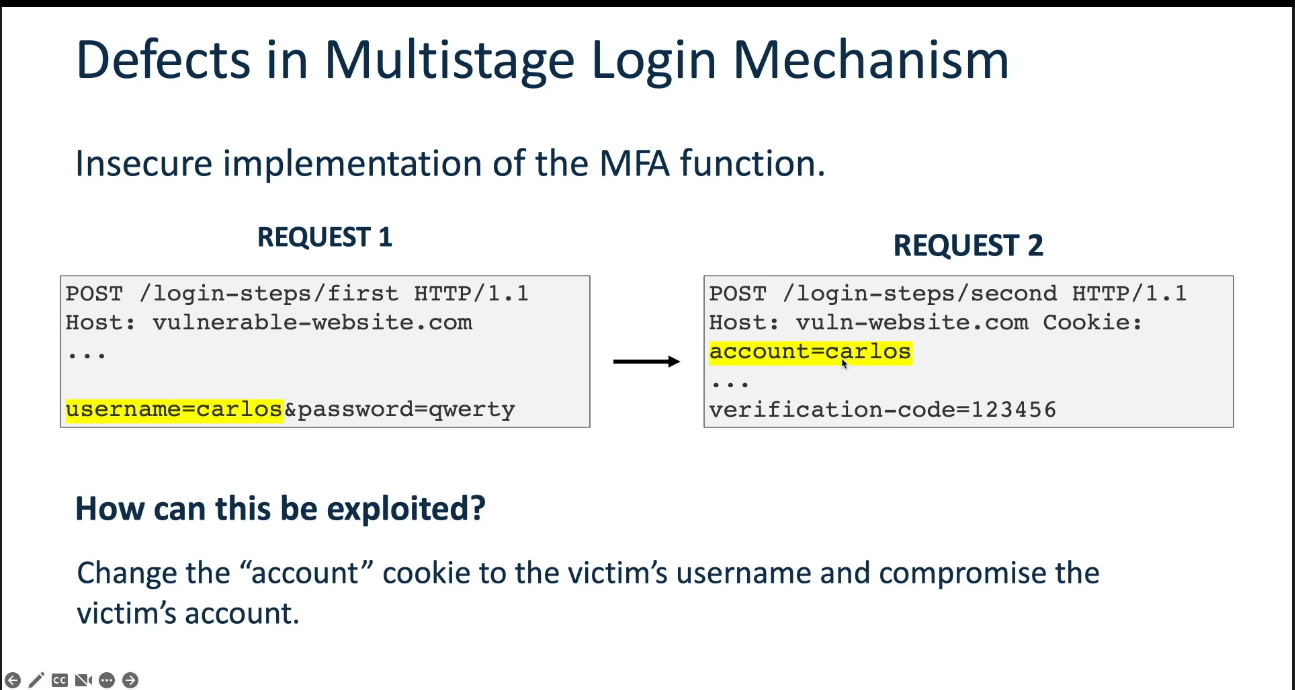 Defects in Multistage Login Mechanism
Insecure implementation of the MFA function.
REQUEST 1
POST /login-steps/first HTTP/1.1
Host: vulnerable-website.com
...
username=carlos&password=qwerty
REQUEST 2
POST /login-steps/second HTTP/1.1
Host: vuln-website.com Cookie:
account=carlos
...
verification-code=123456
How can this be exploited?
Change the “account” cookie to the victim’s username and compromise the
victim’s account.
CC